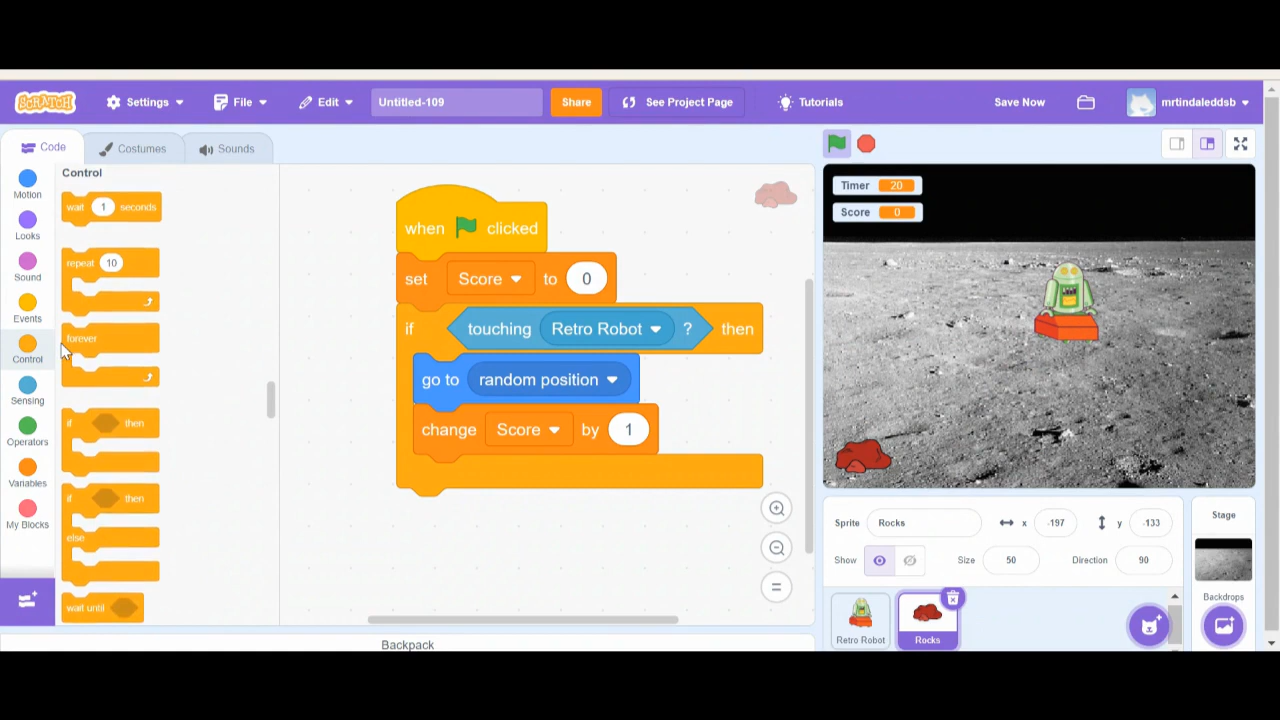 SCRATCH Settings File Edit Untitled-109 Share See Project Page Tutorials Save Now mrtindaleddsb
Code Costumes Sounds
Motion
Looks
Sound
Events
Control
Sensing
Operators
Variables
My Blocks
Control
wait 1 seconds
repeat 10
forever
if then
if then
else
wait until
when clicked
set Score to 0
if touching Retro Robot ? then
go to random position
change Score by 1
Backpack
Timer 20
Score 0
Sprite Rocks x -197 y -133
Show Size 50 Direction 90
Retro Robot
Rocks
Stage
Backdrops